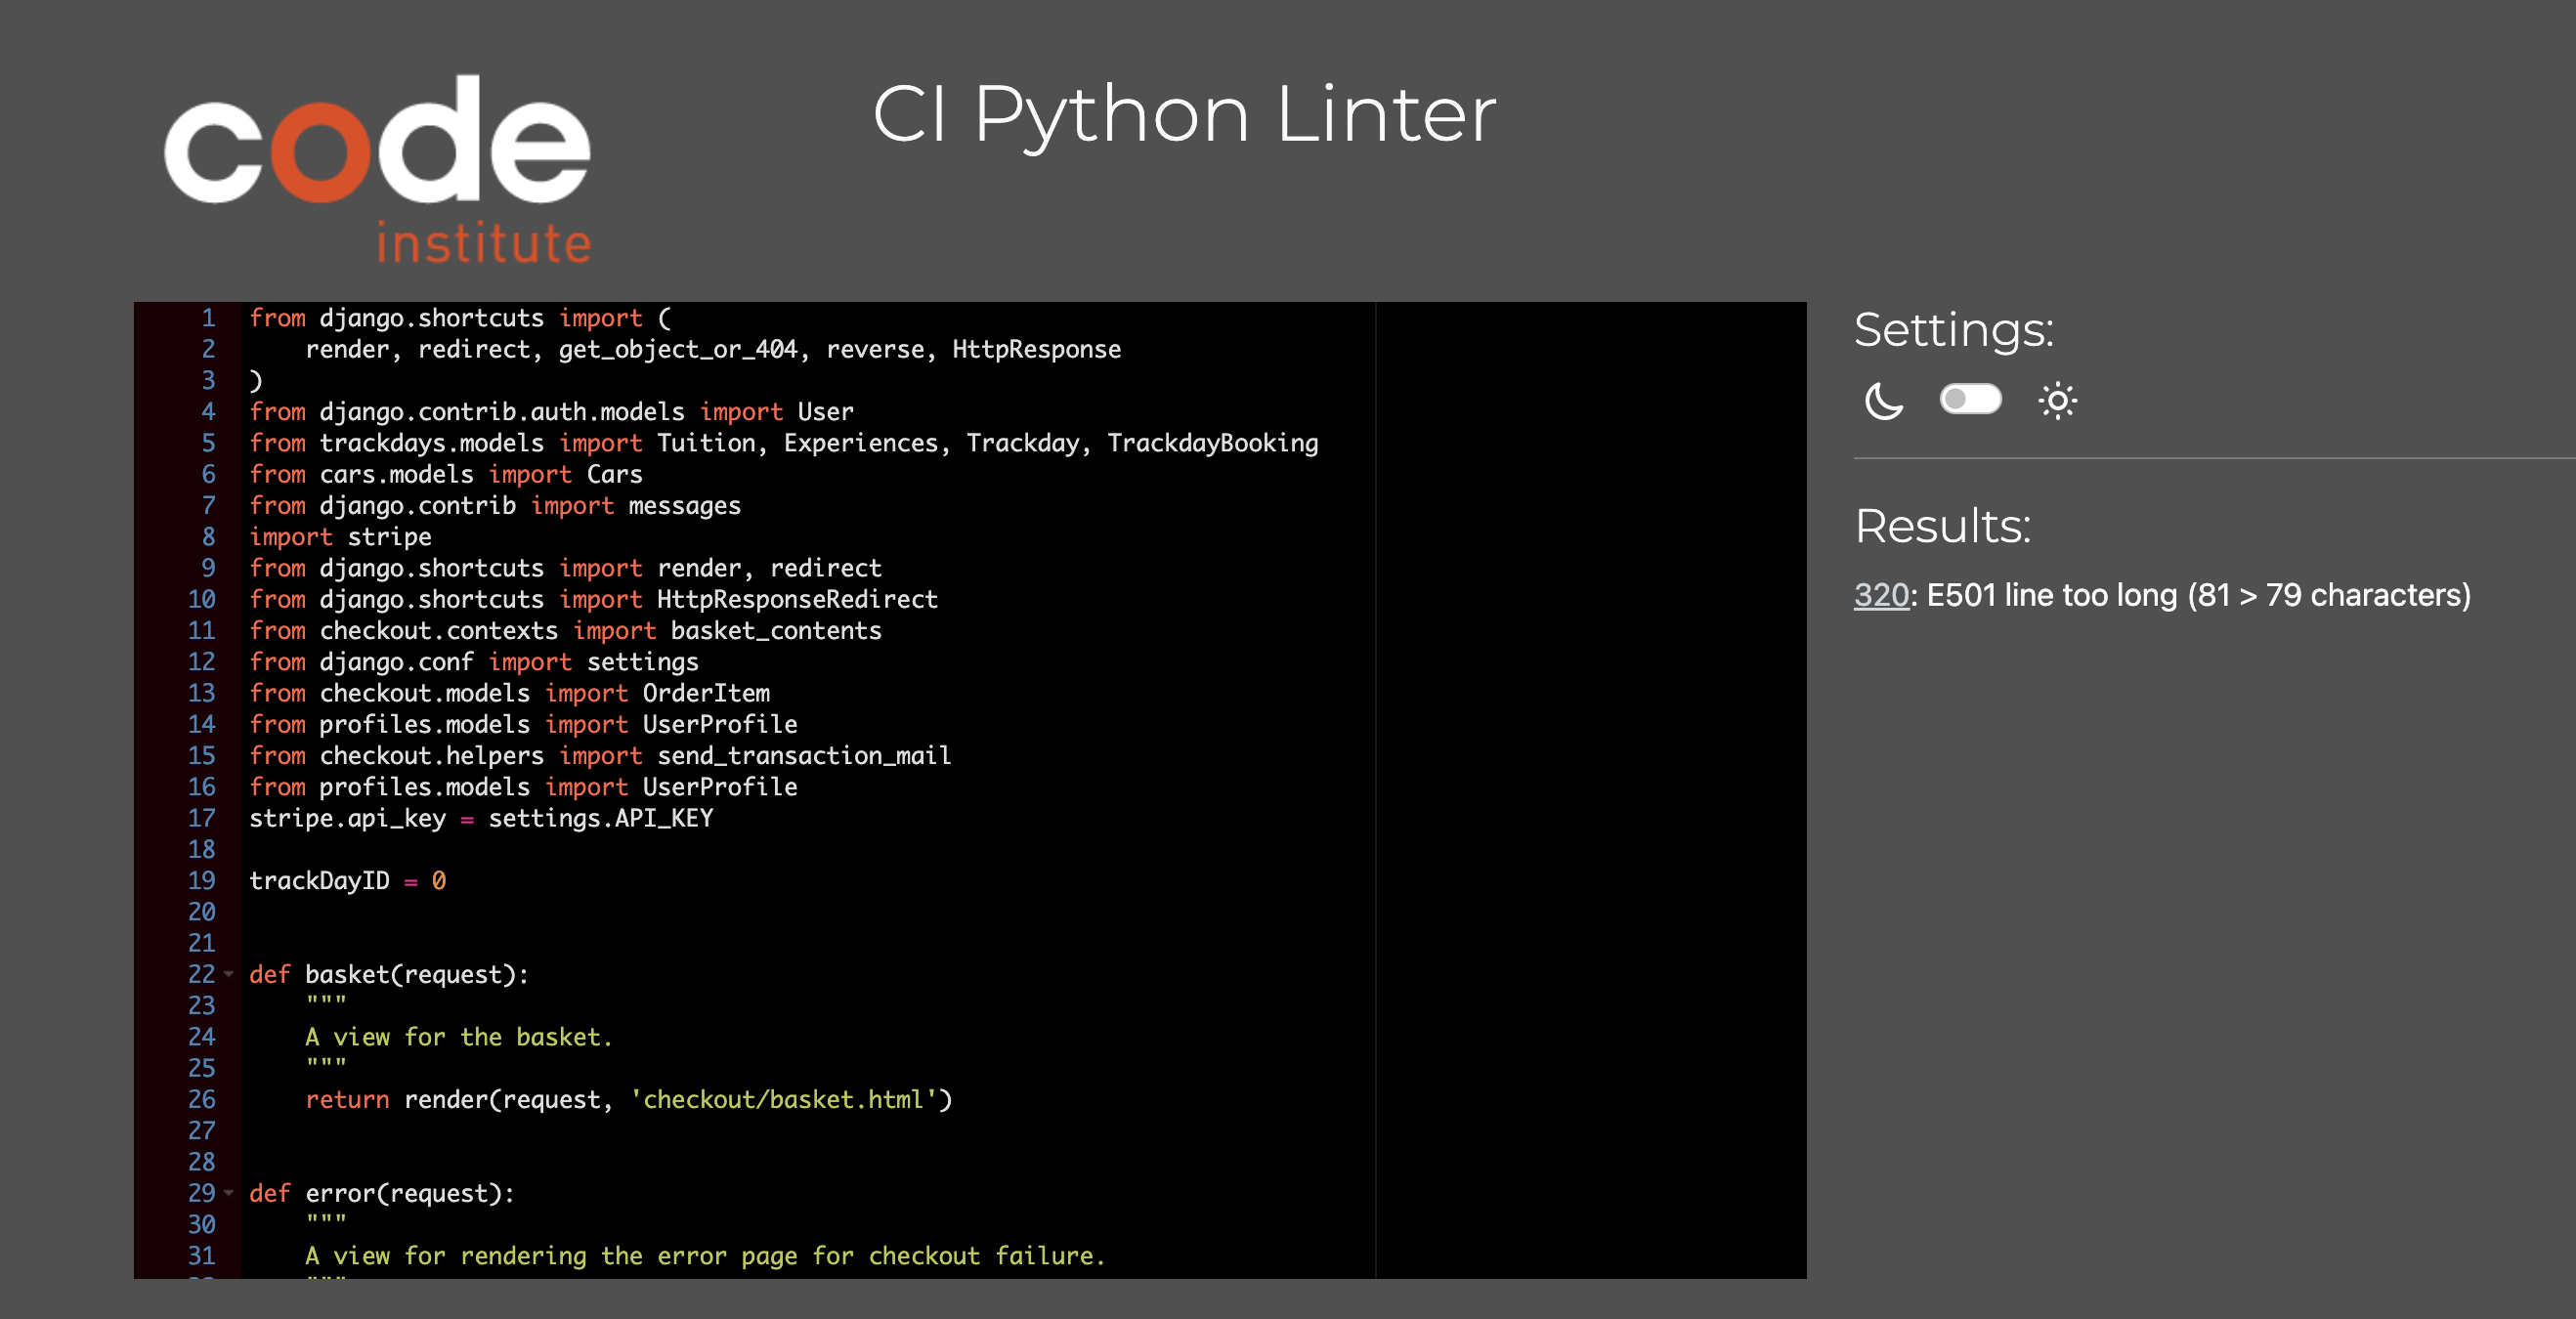 code
institute
CI Python Linter
1 from django.shortcuts import (
2     render, redirect, get_object_or_404, reverse, HttpResponse
3 )
4 from django.contrib.auth.models import User
5 from trackdays.models import Tuition, Experiences, Trackday, TrackdayBooking
6 from cars.models import Cars
7 from django.contrib import messages
8 import stripe
9 from django.shortcuts import render, redirect
10 from django.shortcuts import HttpResponseRedirect
11 from checkout.contexts import basket_contents
12 from django.conf import settings
13 from checkout.models import OrderItem
14 from profiles.models import UserProfile
15 from checkout.helpers import send_transaction_mail
16 from profiles.models import UserProfile
17 stripe.api_key = settings.API_KEY
18
19 trackDayID = 0
20
21
22 def basket(request):
23     """
24     A view for the basket.
25     """
26     return render(request, 'checkout/basket.html')
27
28
29 def error(request):
30     """
31     A view for rendering the error page for checkout failure.
Settings:
Results:
320: E501 line too long (81 > 79 characters)